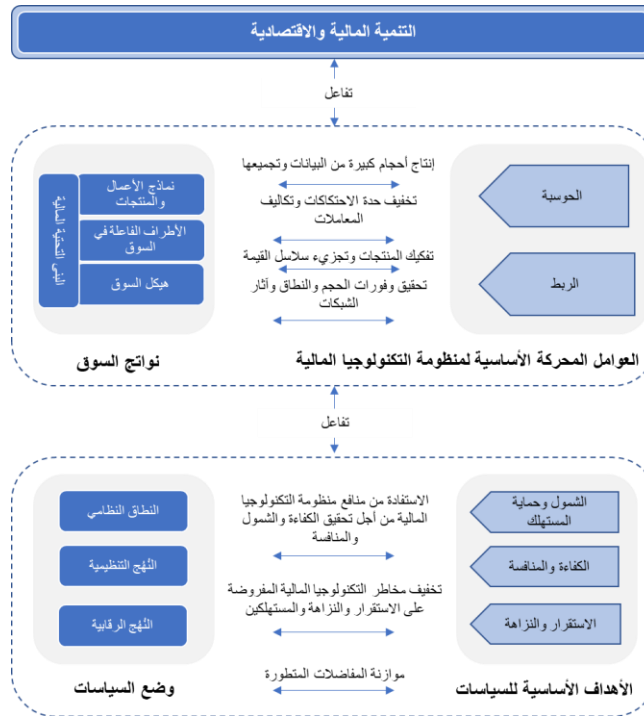 التنمية المالية والاقتصادية
تفاعل
الحوسبة
الربط
إنتاج أحجام كبيرة من البيانات وتجميعها
تخفيف حدة الاحتكاكات وتكاليف
المعاملات
تفكيك المنتجات وتجزيء سلاسل القيمة
تحقيق وفورات الحجم والنطاق وآثار
الشبكات
نماذج الأعمال
والمنتجات
الأطراف الفاعلة في
السوق
هيكل السوق
البنى التحتية المالية
العوامل المحركة الأساسية لمنظومة التكنولوجيا المالية
نواتج السوق
تفاعل
الشمول وحماية
المستهلك
الكفاءة والمنافسة
الاستقرار والنزاهة
الاستفادة من منافع منظومة التكنولوجيا
المالية من أجل تحقيق الكفاءة والشمول
والمنافسة
تخفيف مخاطر التكنولوجيا المالية المفروضة
على الاستقرار والنزاهة والمستهلكين
موازنة المفاضلات المتطورة
النطاق النظامي
النُهج التنظيمية
النُهج الرقابية
الأهداف الأساسية للسياسات
وضع السياسات